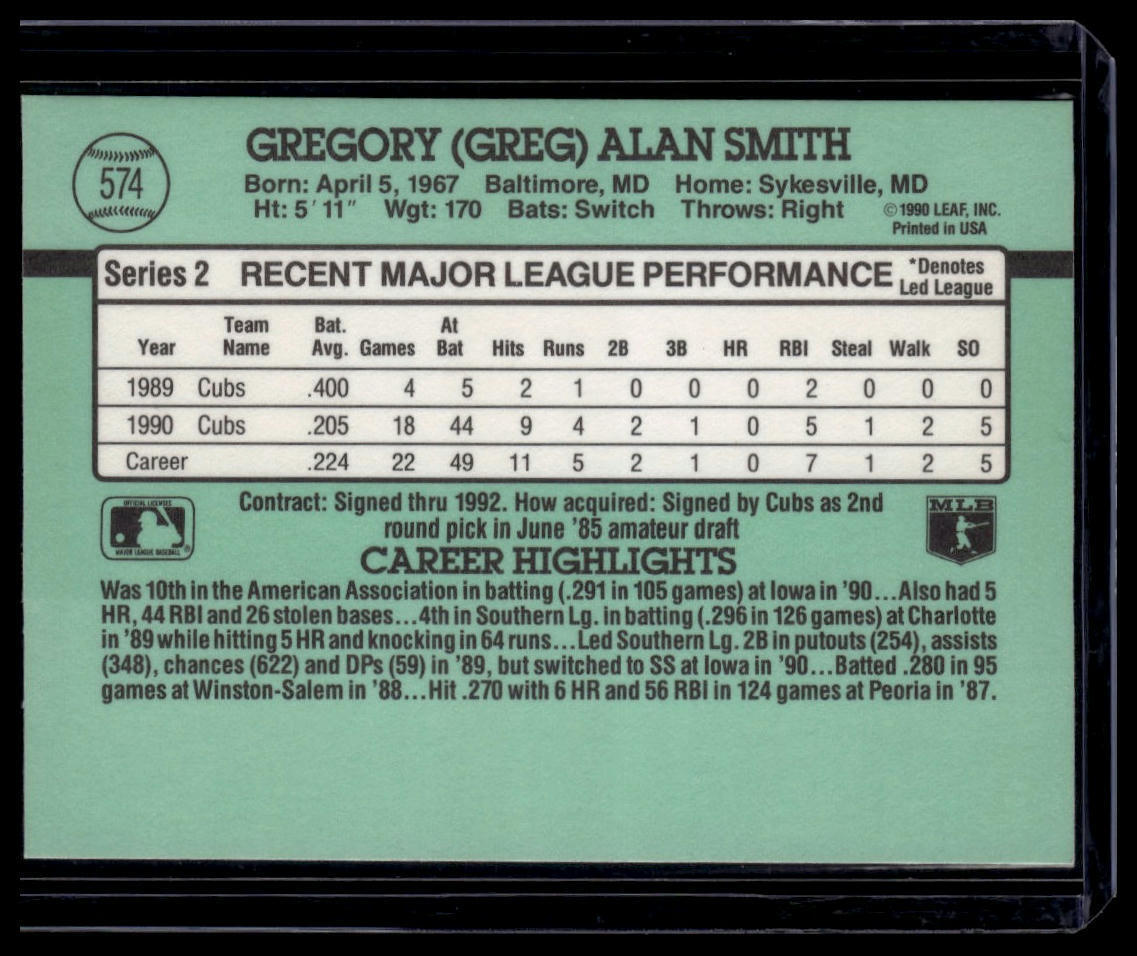 574
GREGORY (GREG) ALAN SMITH
Born: April 5, 1967 Baltimore, MD Home: Sykesville, MD
Ht: 5' 11" Wgt: 170 Bats: Switch Throws: Right ©1990 LEAF, INC.
Printed in USA
Series 2 RECENT MAJOR LEAGUE PERFORMANCE *Denotes
Led League
Year Team Name Bat. Avg. Games At Bat Hits Runs 2B 3B HR RBI Steal Walk SO
1989 Cubs .400 4 5 2 1 0 0 0 2 0 0 0
1990 Cubs .205 18 44 9 4 2 1 0 5 1 2 5
Career .224 22 49 11 5 2 1 0 7 1 2 5
OFFICIAL LICENSEE
MAJOR LEAGUE BASEBALL®
Contract: Signed thru 1992. How acquired: Signed by Cubs as 2nd
round pick in June '85 amateur draft
MLB
CAREER HIGHLIGHTS
Was 10th in the American Association in batting (.291 in 105 games) at Iowa in '90...Also had 5
HR, 44 RBI and 26 stolen bases...4th in Southern Lg. in batting (.296 in 126 games) at Charlotte
in '89 while hitting 5 HR and knocking in 64 runs...Led Southern Lg. 2B in putouts (254), assists
(348), chances (622) and DPs (59) in '89, but switched to SS at Iowa in '90...Batted .280 in 95
games at Winston-Salem in '88...Hit .270 with 6 HR and 56 RBI in 124 games at Peoria in '87.